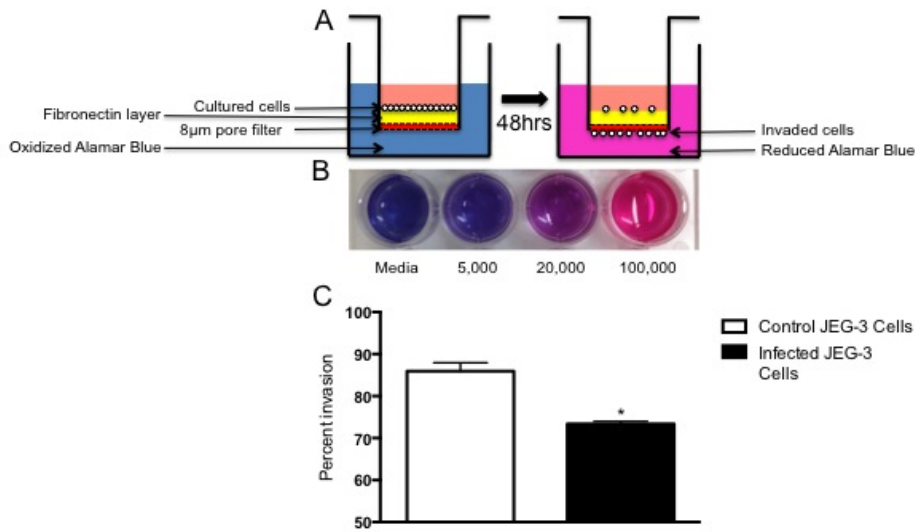 A
Cultured cells
Fibronectin layer
8µm pore filter
Oxidized Alamar Blue
48hrs
Invaded cells
Reduced Alamar Blue
B
Media 5,000 20,000 100,000
C
100
90
80
70
60
50
Percent invasion
*
Control JEG-3 Cells
Infected JEG-3
Cells